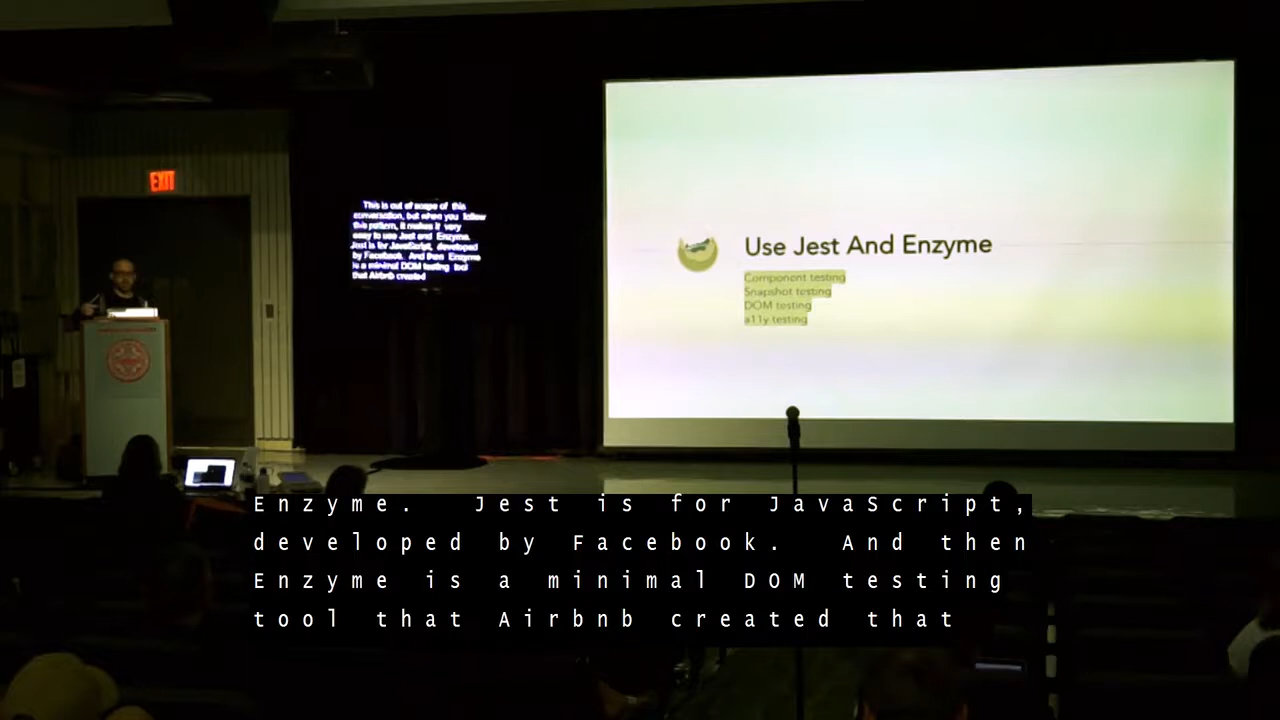 EXIT
This is out of scope of this
conversation, but when you follow
this pattern, it makes it very
easy to use Jest and Enzyme.
Jest is for JavaScript, developed
by Facebook. And then Enzyme
is a minimal DOM testing tool
that Airbnb created
Use Jest And Enzyme
Component testing
Snapshot testing
DOM testing
a11y testing
Enzyme. Jest is for JavaScript,
developed by Facebook. And then
Enzyme is a minimal DOM testing
tool that Airbnb created that